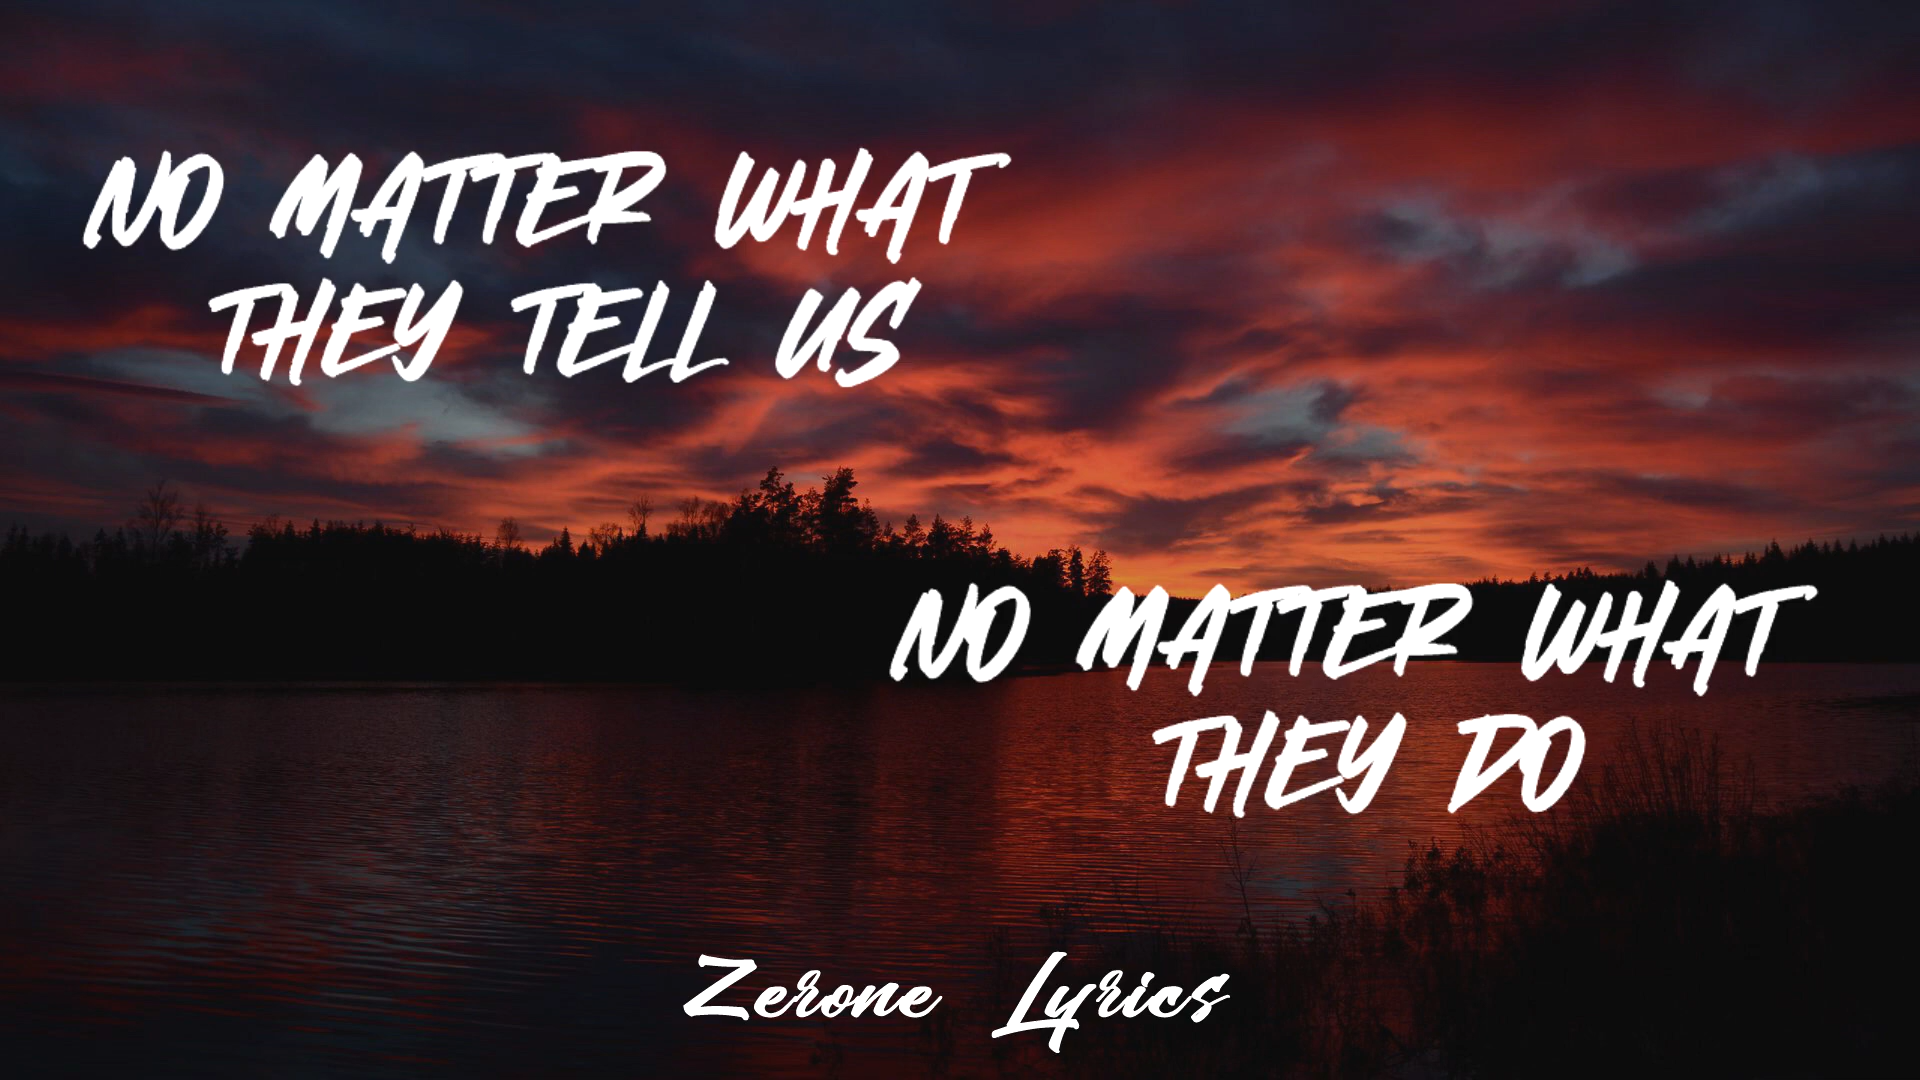 NO MATTER WHAT
THEY TELL US
NO MATTER WHAT
THEY DO
Zerone Lyrics